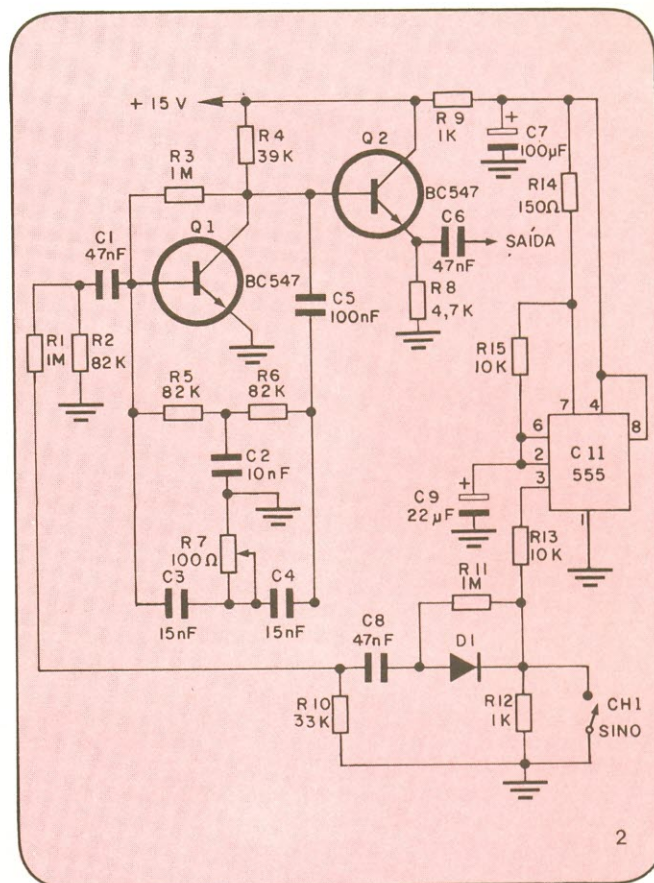 + 15 V
R 9
1K
+
C7
100µF
R4
39K
Q2
R3
1M
BC547
R14
150Ω
C6
47nF
SAÍDA
Q1
C1
47nF
BC547
C5
100nF
R8
4,7K
R1
1M
R2
82K
R15
10K
R5
82K
R6
82K
7
4
6
8
2
3
C I1
555
1
C2
10nF
+
C9
22µF
R13
10K
R7
100Ω
R11
1M
C3
15nF
C4
15nF
C8
47nF
D1
R10
33K
R12
1K
CH1
SINO
2